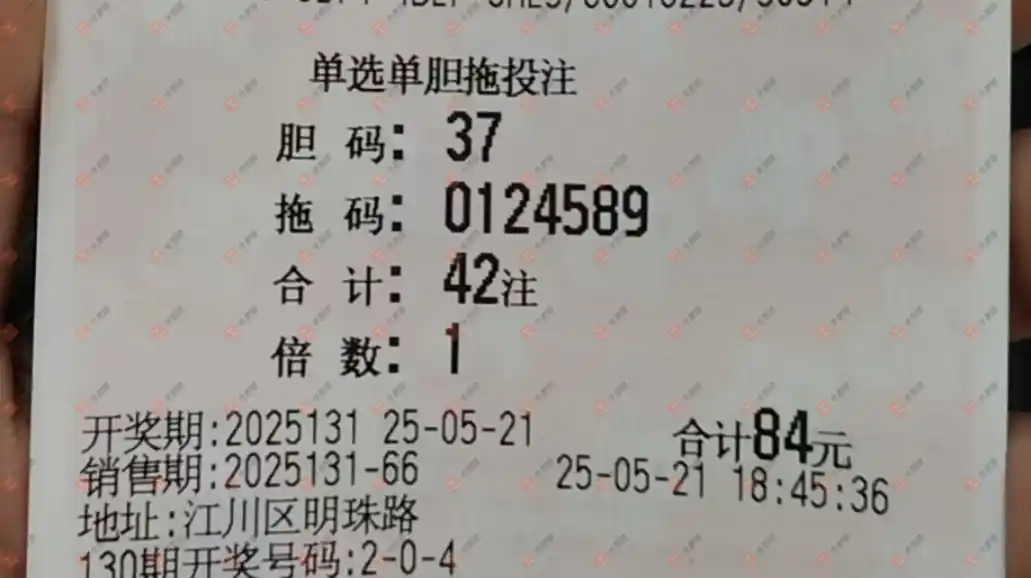 单选单胆拖投注
胆 码: 37
拖 码: 0124589
合 计: 42注
倍 数: 1
开奖期:2025131 25-05-21 合计84元
销售期:2025131-66 25-05-21 18:45:36
地址:江川区明珠路
130期开奖号码:2-0-4